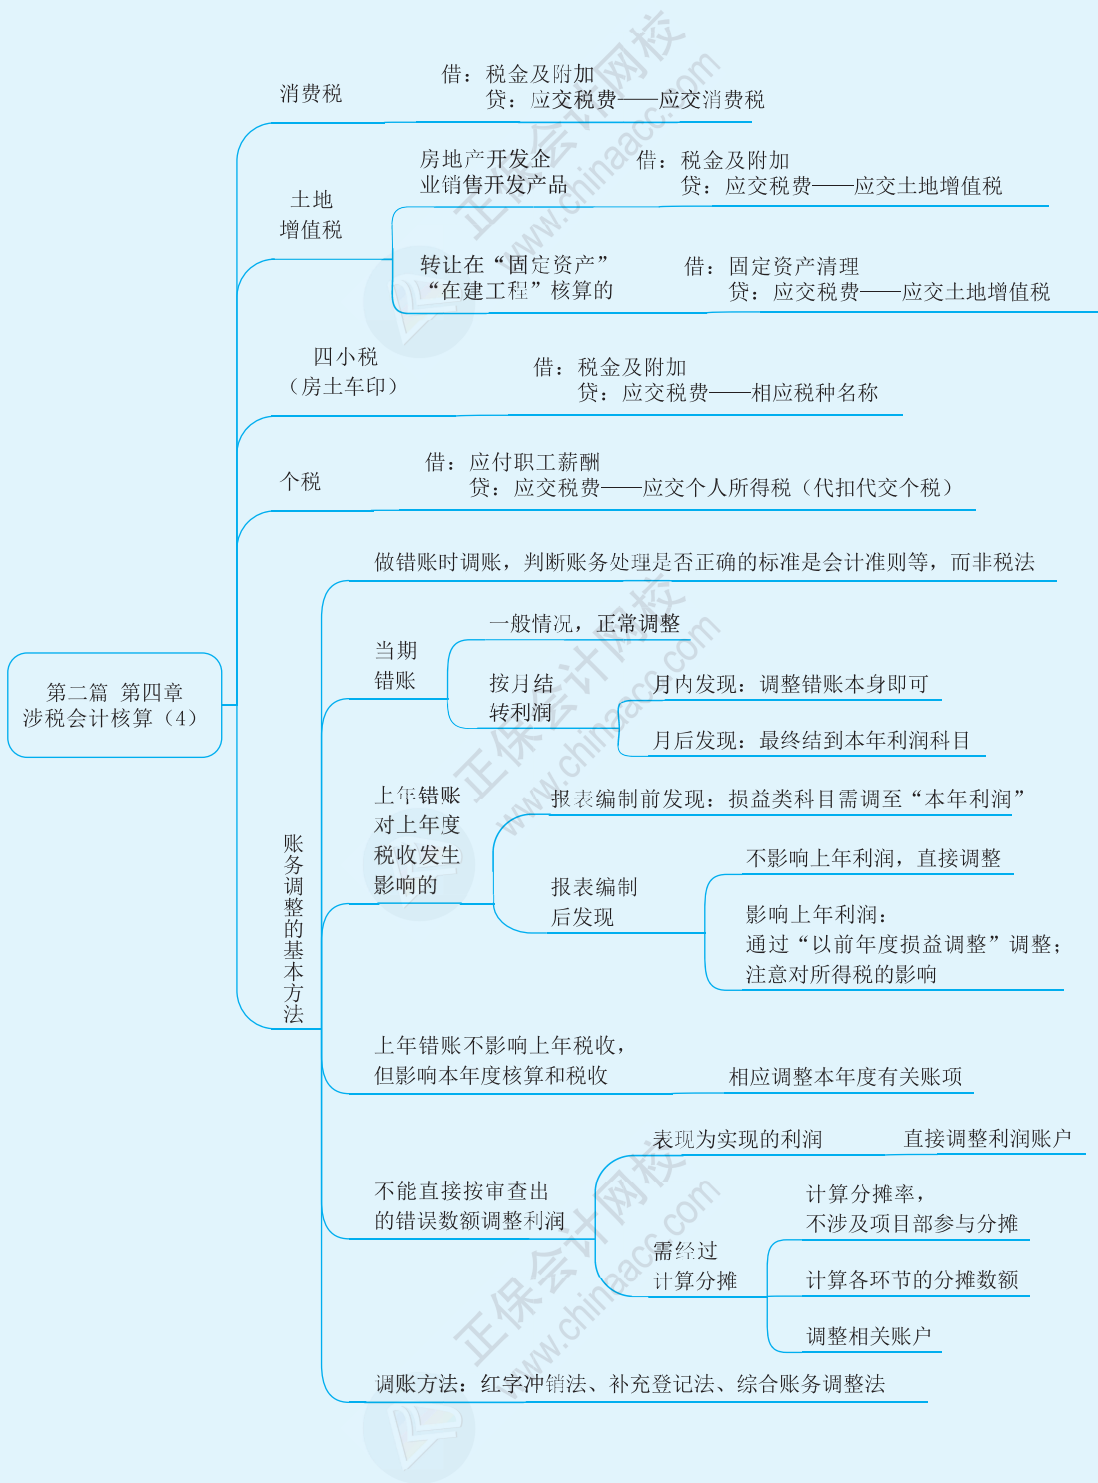 消费税
借：税金及附加
贷：应交税费——应交消费税
土地
增值税
房地产开发企
业销售开发产品
借：税金及附加
贷：应交税费——应交土地增值税
转让在“固定资产”
“在建工程”核算的
借：固定资产清理
贷：应交税费——应交土地增值税
四小税
（房土车印）
借：税金及附加
贷：应交税费——相应税种名称
个税
借：应付职工薪酬
贷：应交税费——应交个人所得税（代扣代交个税）
第二篇 第四章
涉税会计核算（4）
账务调整的基本方法
做错账时调账，判断账务处理是否正确的标准是会计准则等，而非税法
当期
错账
一般情况，正常调整
按月结
转利润
月内发现：调整错账本身即可
月后发现：最终结到本年利润科目
上年错账
对上年度
税收发生
影响的
报表编制前发现：损益类科目需调至“本年利润”
报表编制
后发现
不影响上年利润，直接调整
影响上年利润：
通过“以前年度损益调整”调整；
注意对所得税的影响
上年错账不影响上年税收，
但影响本年度核算和税收
相应调整本年度有关账项
不能直接按审查出
的错误数额调整利润
表现为实现的利润
直接调整利润账户
需经过
计算分摊
计算分摊率，
不涉及项目部参与分摊
计算各环节的分摊数额
调整相关账户
调账方法：红字冲销法、补充登记法、综合账务调整法
正保会计网校
www.chinaacc.com
正保会计网校
www.chinaacc.com
正保会计网校
www.chinaacc.com